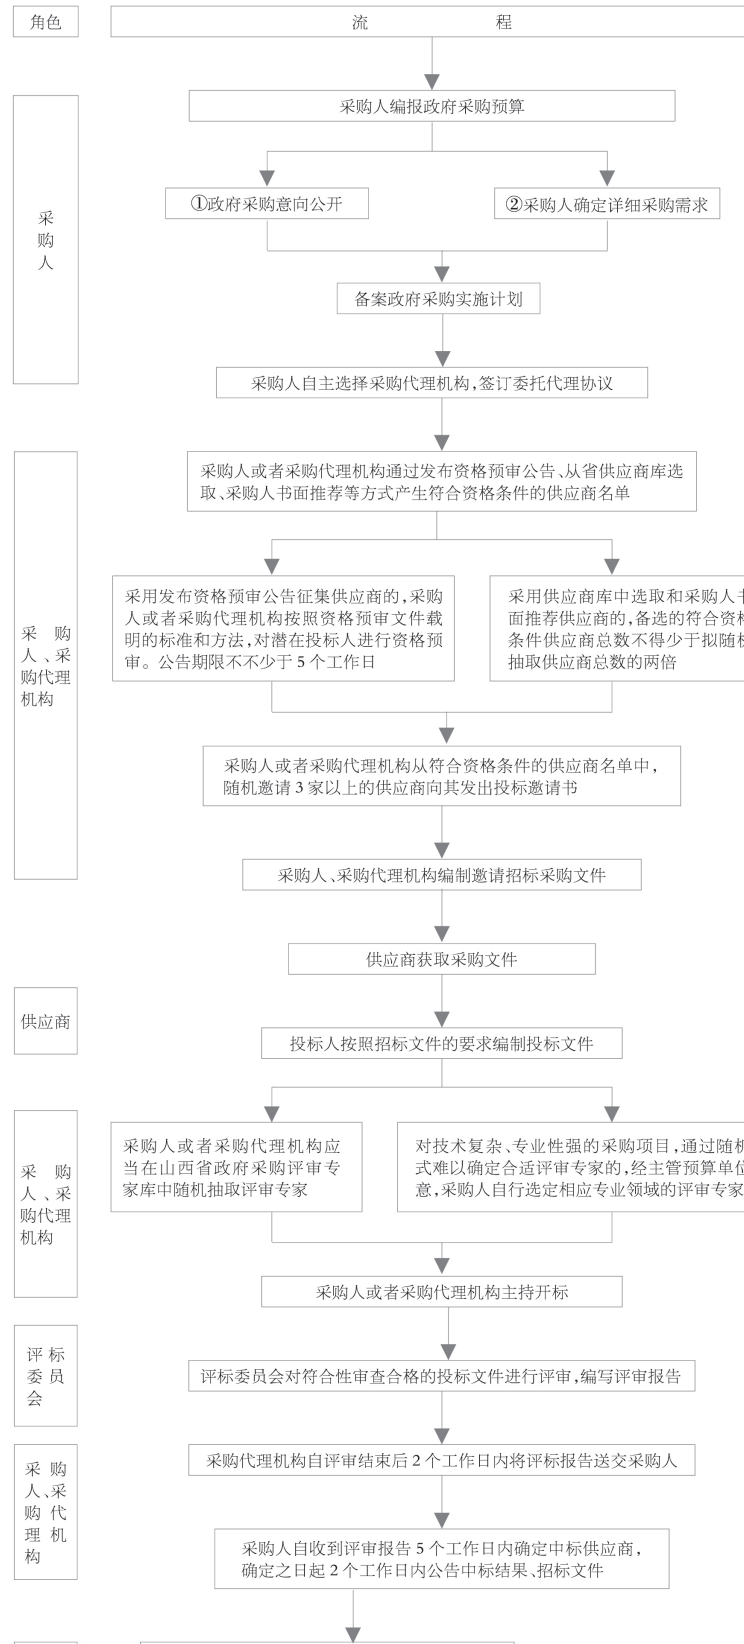 角色
流 程
采购人编报政府采购预算
①政府采购意向公开
②采购人确定详细采购需求
采
购
人
备案政府采购实施计划
采购人自主选择采购代理机构,签订委托代理协议
采购人或者采购代理机构通过发布资格预审公告、从省供应商库选
取、采购人书面推荐等方式产生符合资格条件的供应商名单
采用发布资格预审公告征集供应商的,采购
人或者采购代理机构按照资格预审文件载
明的标准和方法,对潜在投标人进行资格预
审。公告期限不不少于 5 个工作日
采用供应商库中选取和采购人书
面推荐供应商的,备选的符合资格
条件供应商总数不得少于拟随机
抽取供应商总数的两倍
采 购
人、采
购代理
机构
采购人或者采购代理机构从符合资格条件的供应商名单中,
随机邀请 3 家以上的供应商向其发出投标邀请书
采购人、采购代理机构编制邀请招标采购文件
供应商获取采购文件
供应商
投标人按照招标文件的要求编制投标文件
采 购
人、采
购代理
机构
采购人或者采购代理机构应
当在山西省政府采购评审专
家库中随机抽取评审专家
对技术复杂、专业性强的采购项目,通过随机
式难以确定合适评审专家的,经主管预算单位
意,采购人自行选定相应专业领域的评审专家
采购人或者采购代理机构主持开标
评 标
委 员
会
评标委员会对符合性审查合格的投标文件进行评审,编写评审报告
采 购
人、采
购 代
理 机
构
采购代理机构自评审结束后 2 个工作日内将评标报告送交采购人
采购人自收到评审报告 5 个工作日内确定中标供应商,
确定之日起 2 个工作日内公告中标结果、招标文件